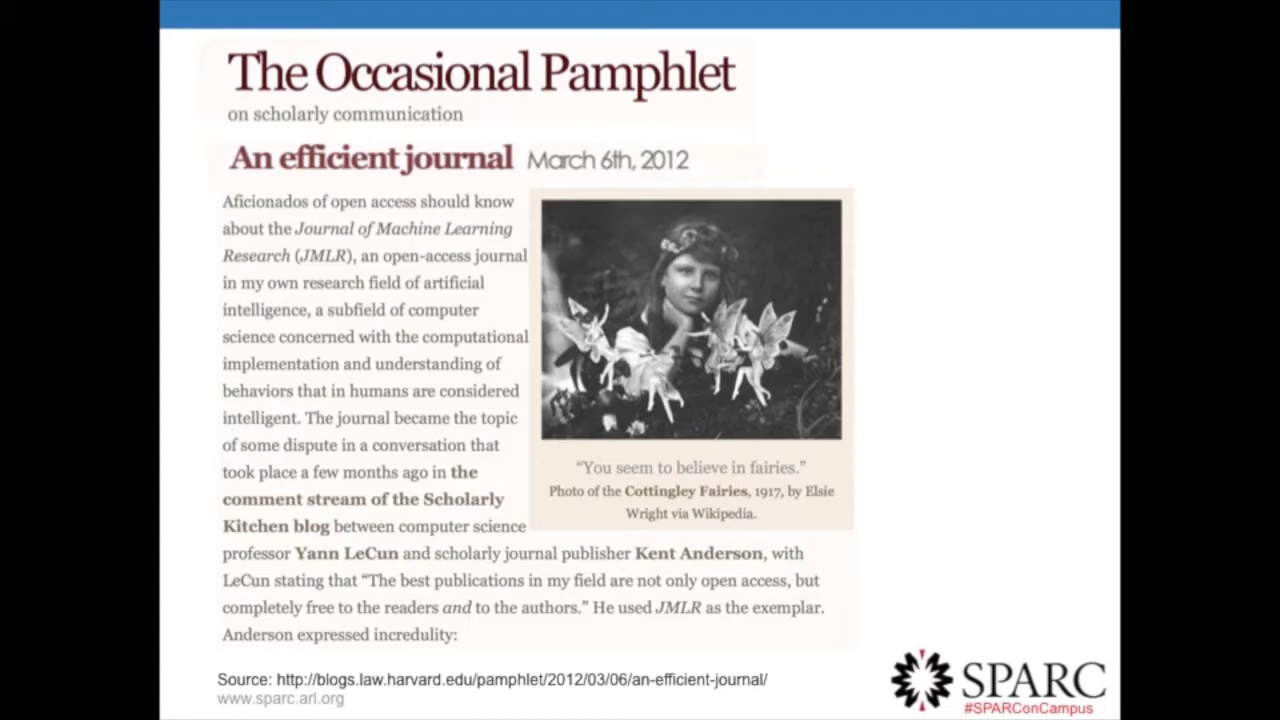 The Occasional Pamphlet
on scholarly communication
An efficient journal March 6th, 2012
Aficionados of open access should know
about the Journal of Machine Learning
Research (JMLR), an open-access journal
in my own research field of artificial
intelligence, a subfield of computer
science concerned with the computational
implementation and understanding of
behaviors that in humans are considered
intelligent. The journal became the topic
of some dispute in a conversation that
took place a few months ago in the
comment stream of the Scholarly
Kitchen blog between computer science
professor Yann LeCun and scholarly journal publisher Kent Anderson, with
LeCun stating that “The best publications in my field are not only open access, but
completely free to the readers and to the authors.” He used JMLR as the exemplar.
Anderson expressed incredulity:
“You seem to believe in fairies.”
Photo of the Cottingley Fairies, 1917, by Elsie
Wright via Wikipedia.
Source: http://blogs.law.harvard.edu/pamphlet/2012/03/06/an-efficient-journal/
www.sparc.arl.org
SPARC
#SPARConCampus